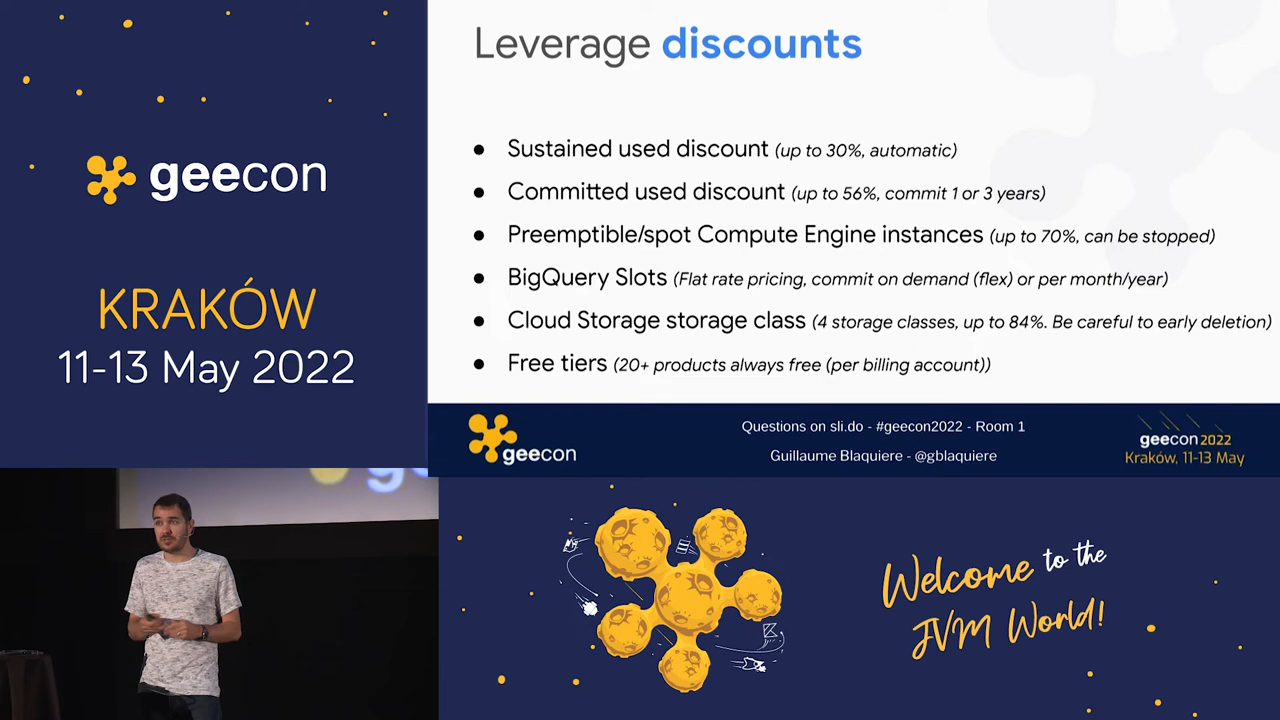 geecon
KRAKÓW
11-13 May 2022
Leverage discounts
● Sustained used discount (up to 30%, automatic)
● Committed used discount (up to 56%, commit 1 or 3 years)
● Preemptible/spot Compute Engine instances (up to 70%, can be stopped)
● BigQuery Slots (Flat rate pricing, commit on demand (flex) or per month/year)
● Cloud Storage storage class (4 storage classes, up to 84%. Be careful to early deletion)
● Free tiers (20+ products always free (per billing account))
geecon
Questions on sli.do - #geecon2022 - Room 1
Guillaume Blaquiere - @gblaquiere
geecon 2022
Kraków, 11-13 May
Welcome to the
JVM World!